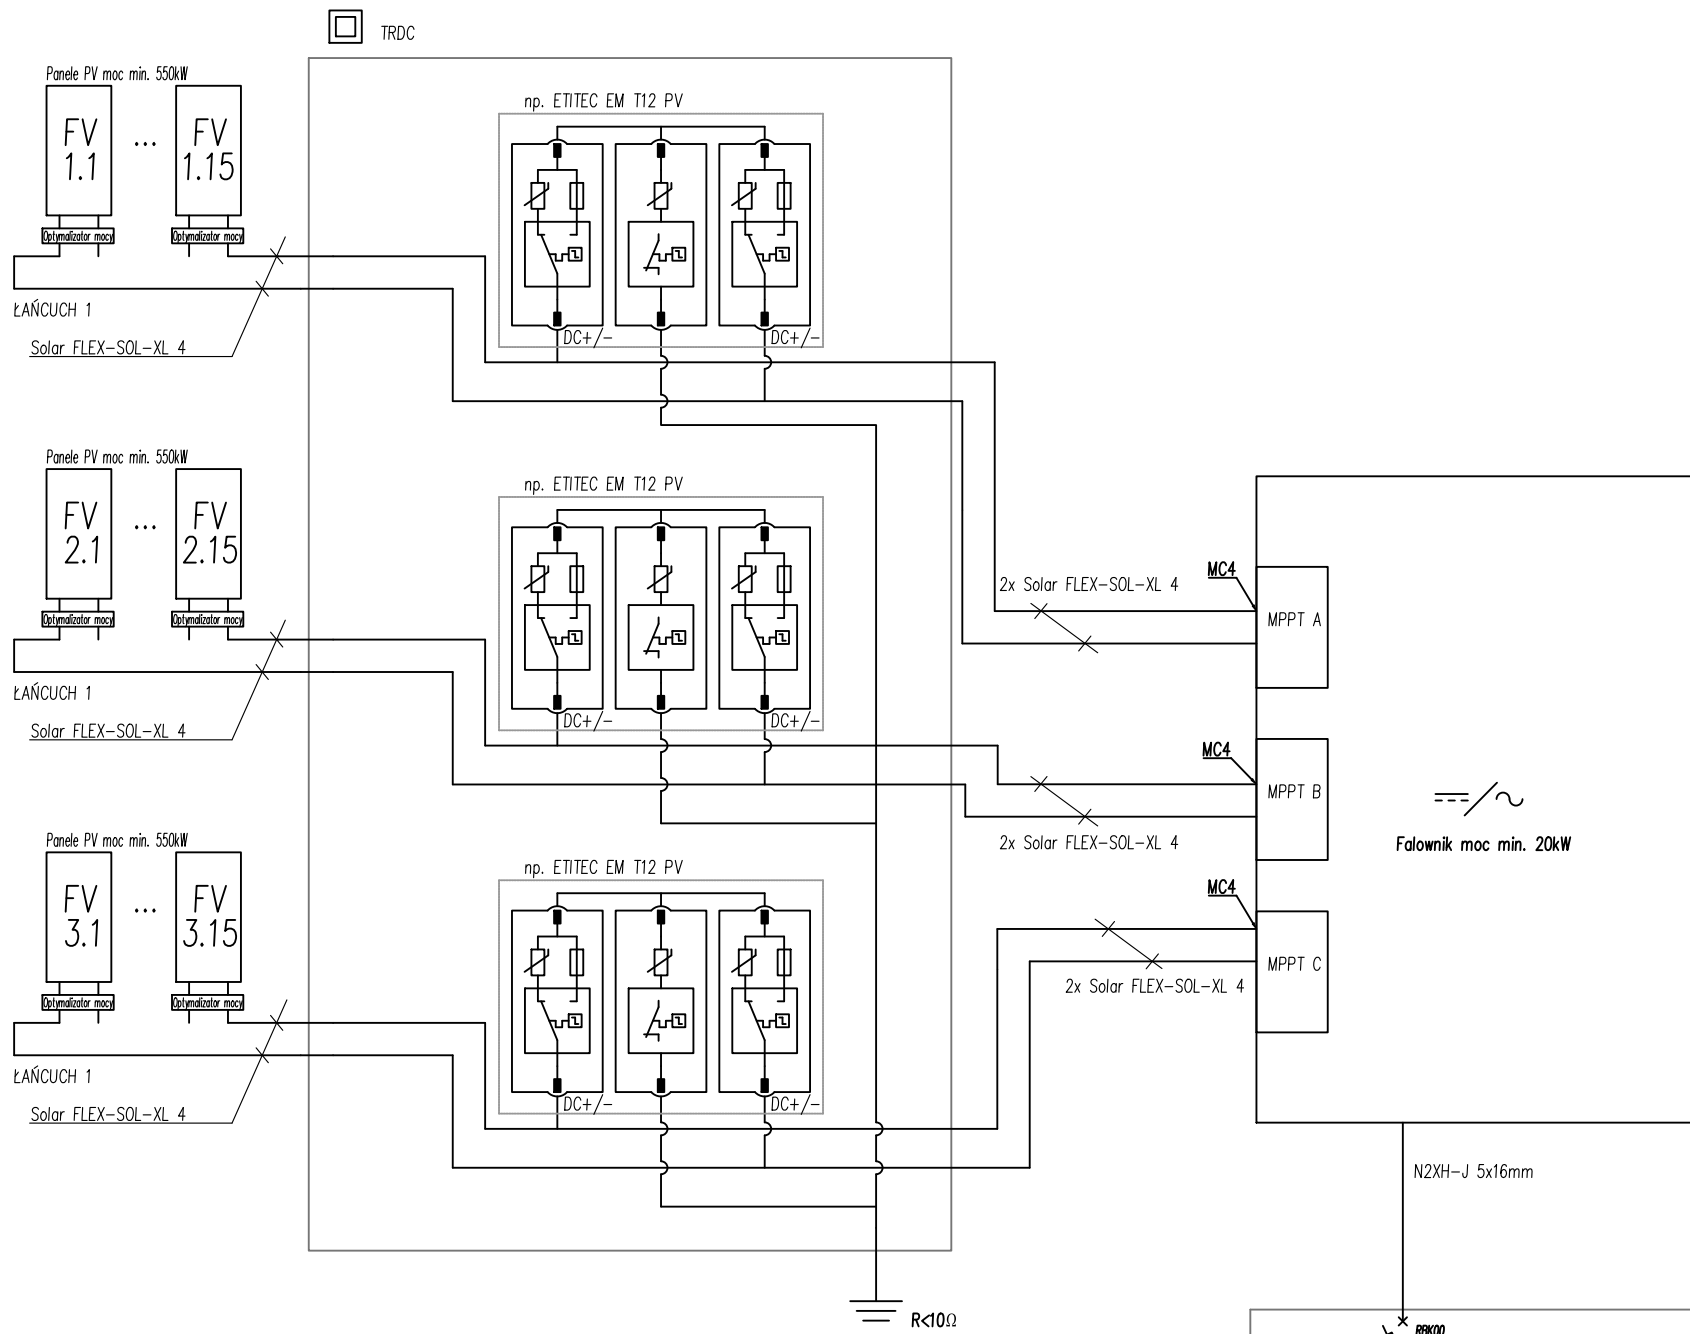 TRDC
Panele PV moc min. 550kW
FV
1.1
...
FV
1.15
Optymalizator mocy
Optymalizator mocy
ŁAŃCUCH 1
Solar FLEX-SOL-XL 4
np. ETITEC EM T12 PV
DC+/-
DC+/-
Panele PV moc min. 550kW
FV
2.1
...
FV
2.15
Optymalizator mocy
Optymalizator mocy
ŁAŃCUCH 1
Solar FLEX-SOL-XL 4
np. ETITEC EM T12 PV
DC+/-
DC+/-
Panele PV moc min. 550kW
FV
3.1
...
FV
3.15
Optymalizator mocy
Optymalizator mocy
ŁAŃCUCH 1
Solar FLEX-SOL-XL 4
np. ETITEC EM T12 PV
DC+/-
DC+/-
R<10Ω
2x Solar FLEX-SOL-XL 4
MC4
MPPT A
MC4
MPPT B
2x Solar FLEX-SOL-XL 4
MC4
MPPT C
2x Solar FLEX-SOL-XL 4
Falownik moc min. 20kW
N2XH-J 5x16mm